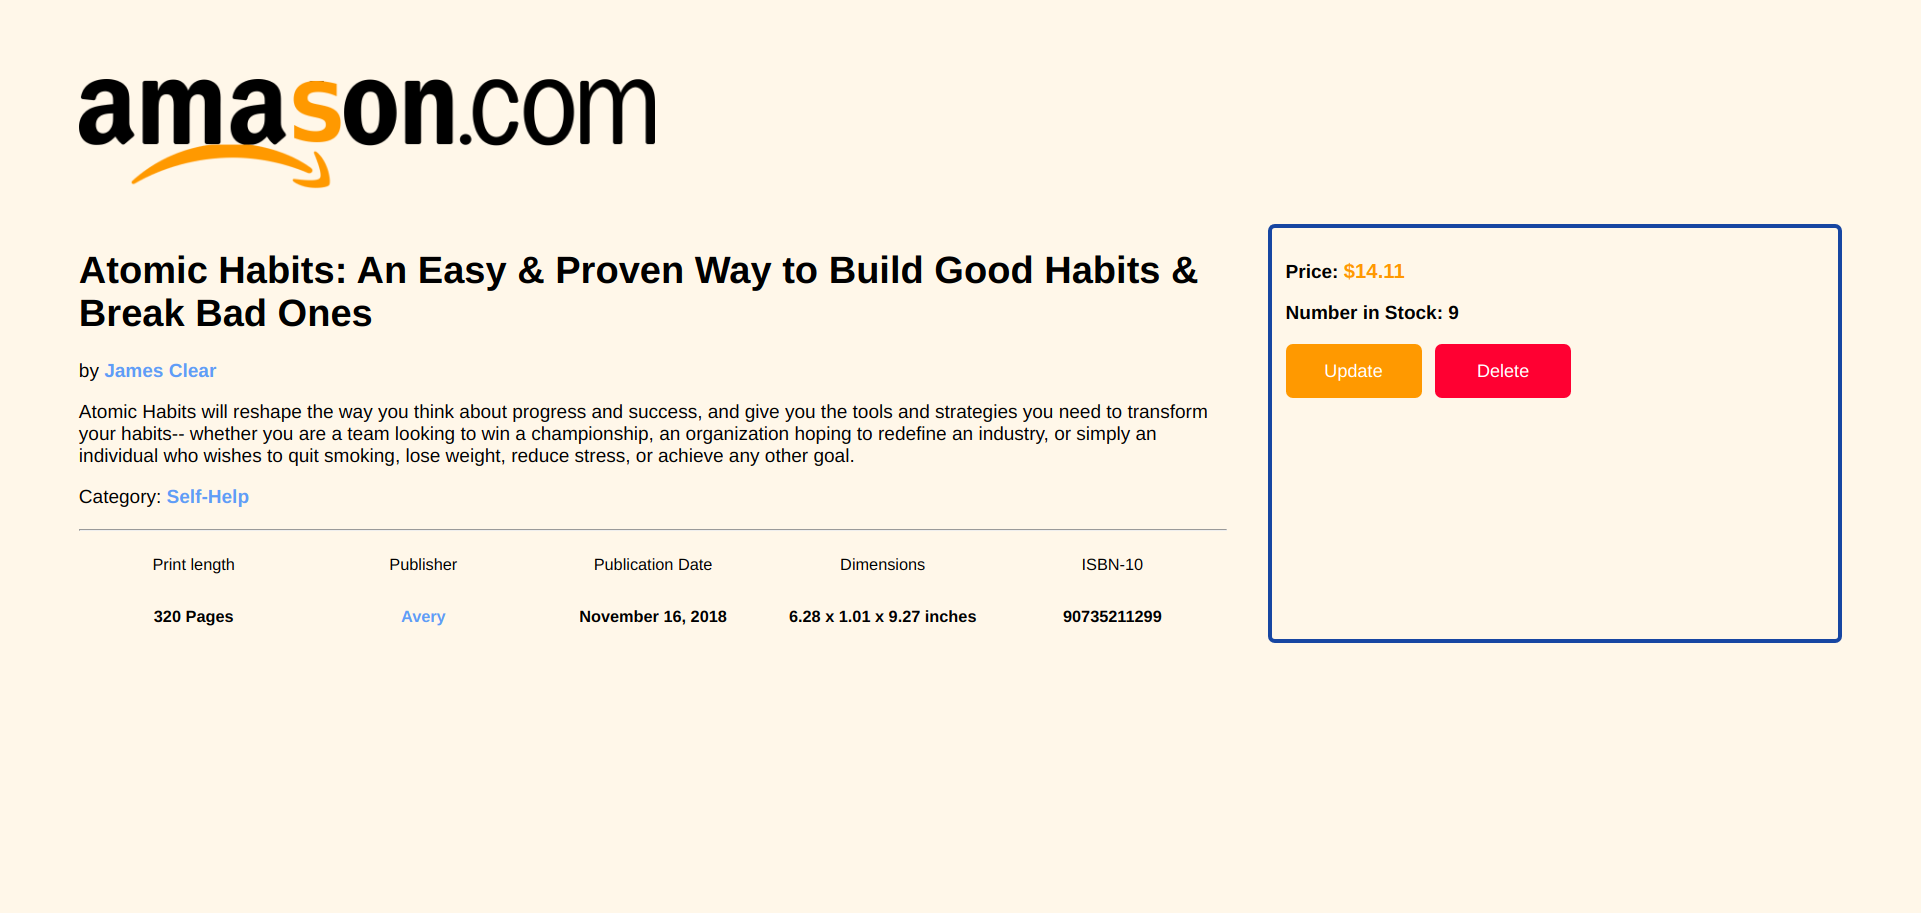 amason.com
Atomic Habits: An Easy & Proven Way to Build Good Habits &
Break Bad Ones
by James Clear
Atomic Habits will reshape the way you think about progress and success, and give you the tools and strategies you need to transform
your habits-- whether you are a team looking to win a championship, an organization hoping to redefine an industry, or simply an
individual who wishes to quit smoking, lose weight, reduce stress, or achieve any other goal.
Category: Self-Help
Print length Publisher Publication Date Dimensions ISBN-10
320 Pages Avery November 16, 2018 6.28 x 1.01 x 9.27 inches 90735211299
Price: $14.11
Number in Stock: 9
Update Delete